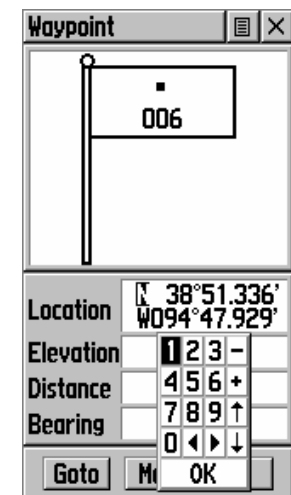 Waypoint
006
Location N 38°51.336'
W094°47.929'
Elevation
Distance
Bearing
1 2 3 -
4 5 6 +
7 8 9 ↑
0 ◀ ▶ ↓
OK
Goto